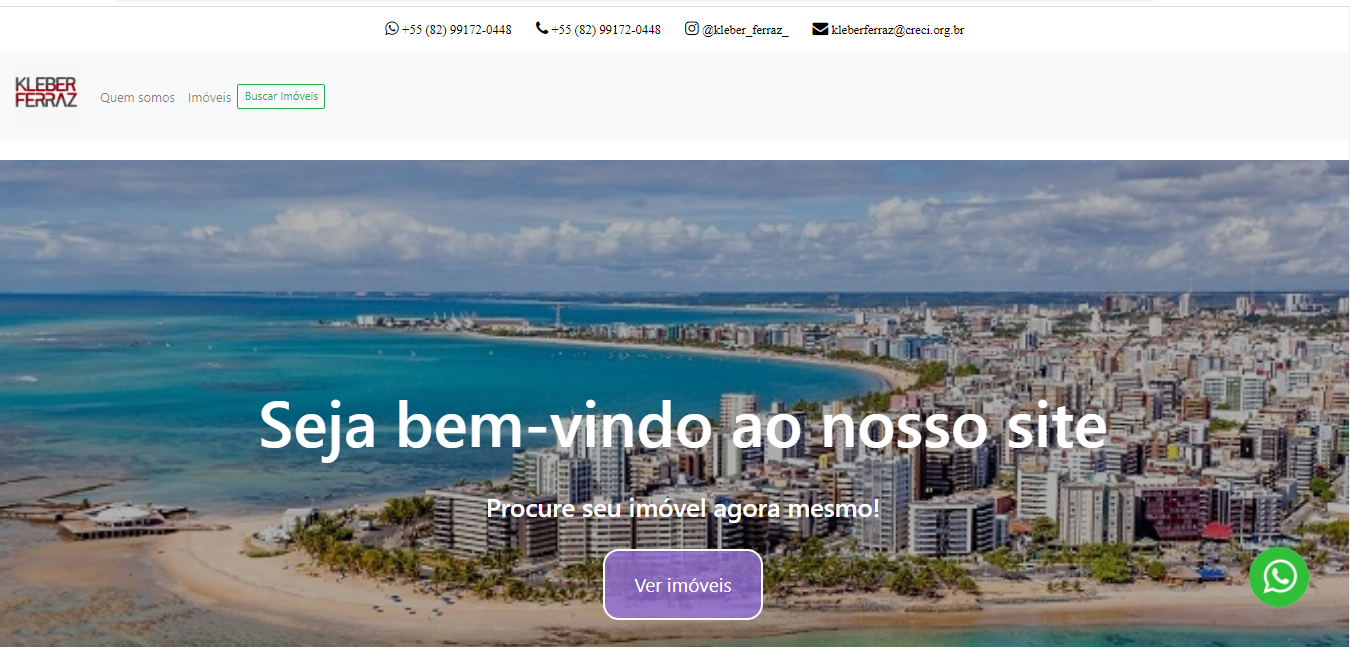 +55 (82) 99172-0448 +55 (82) 99172-0448 @kleber_ferraz_ kleberferraz@creci.org.br
KLEBER
FERRAZ
Quem somos Imóveis Buscar Imóveis
Seja bem-vindo ao nosso site
Procure seu imóvel agora mesmo!
Ver imóveis